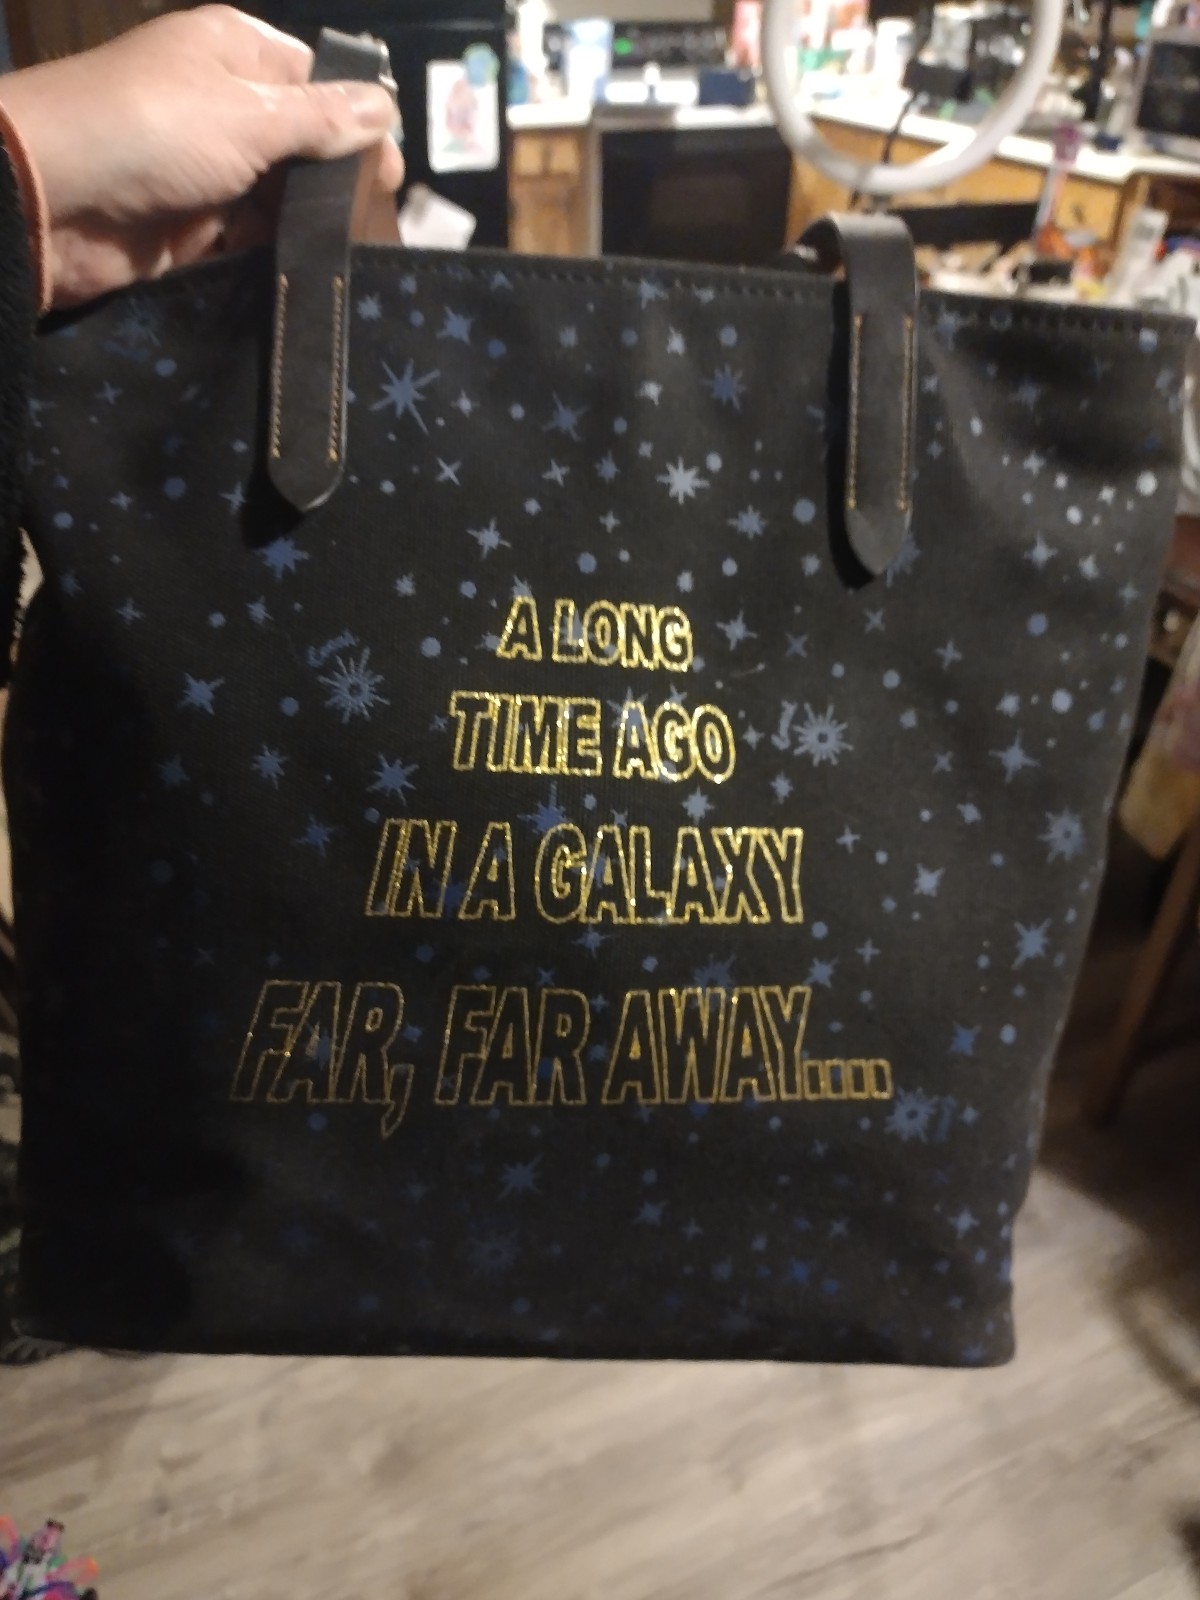 A LONG
TIME AGO
IN A GALAXY
FAR, FAR AWAY....